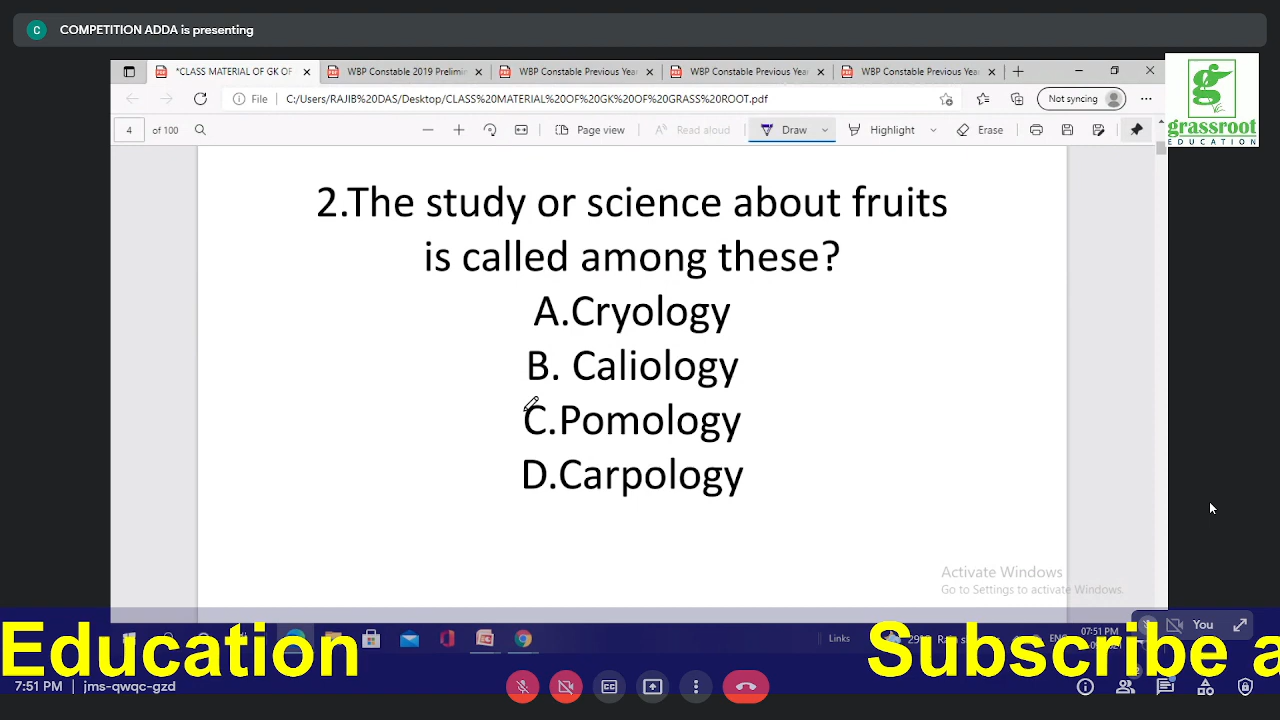 C COMPETITION ADDA is presenting
*CLASS MATERIAL OF GK OF
WBP Constable 2019 Prelimin
WBP Constable Previous Year
WBP Constable Previous Year
WBP Constable Previous Year
grassroot
EDUCATION
File C:/Users/RAJIB%20DAS/Desktop/CLASS%20MATERIAL%20OF%20GK%20OF%20GRASS%20ROOT.pdf Not syncing
4 of 100 Page view Read aloud Draw Highlight Erase
2.The study or science about fruits
is called among these?
A.Cryology
B. Caliology
C.Pomology
D.Carpology
Activate Windows
Go to Settings to activate Windows.
Links
07:51 PM
You
Education Subscribe a
7:51 PM jms-qwqc-gzd